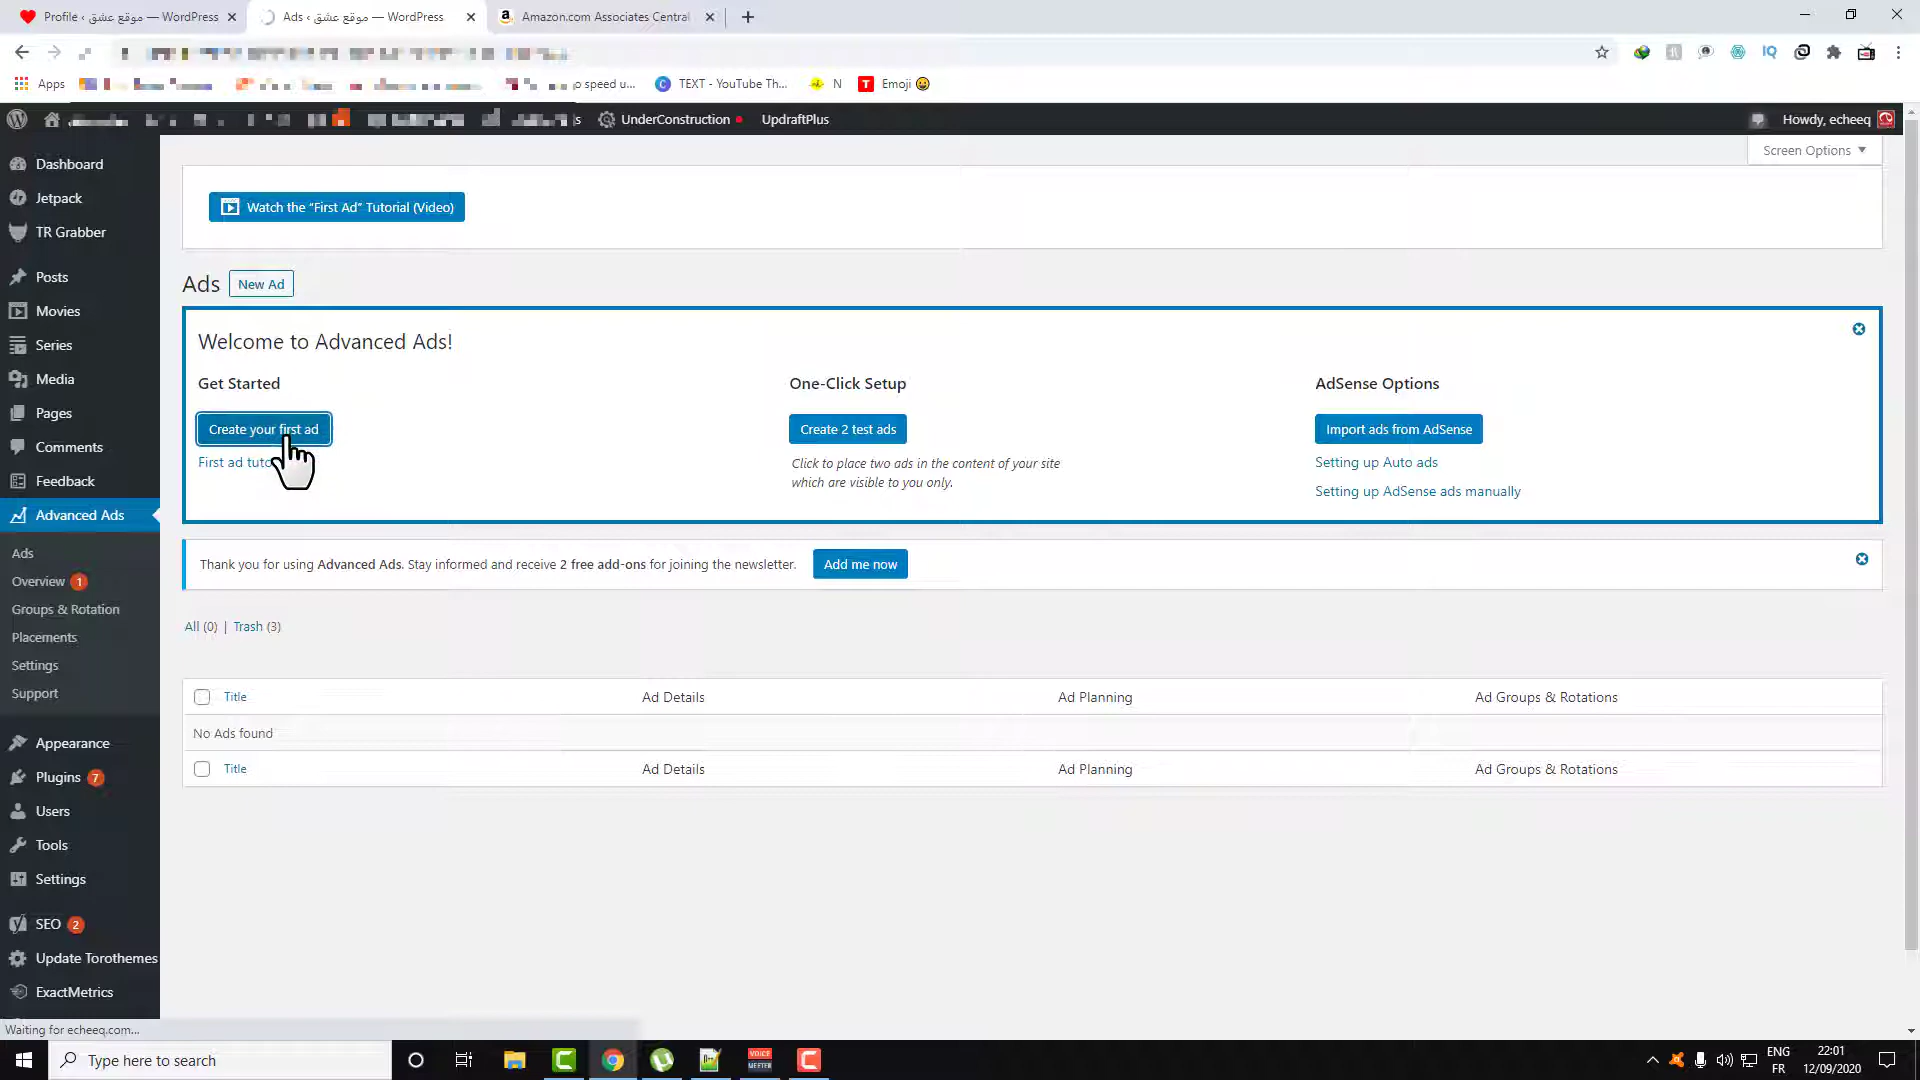 Profile ‹ موقع عشق — WordPress
Ads ‹ موقع عشق — WordPress
Amazon.com Associates Central
Apps
o speed u...
TEXT - YouTube Th...
N
Emoji 😀
UnderConstruction
UpdraftPlus
Howdy, echeeq
Screen Options
Dashboard
Jetpack
TR Grabber
Posts
Movies
Series
Media
Pages
Comments
Feedback
Advanced Ads
Ads
Overview 1
Groups & Rotation
Placements
Settings
Support
Appearance
Plugins 7
Users
Tools
Settings
SEO 2
Update Torothemes
ExactMetrics
Watch the “First Ad” Tutorial (Video)
Ads New Ad
Welcome to Advanced Ads!
Get Started
Create your first ad
First ad tuto
One-Click Setup
Create 2 test ads
Click to place two ads in the content of your site
which are visible to you only.
AdSense Options
Import ads from AdSense
Setting up Auto ads
Setting up AdSense ads manually
Thank you for using Advanced Ads. Stay informed and receive 2 free add-ons for joining the newsletter. Add me now
All (0) | Trash (3)
Title Ad Details Ad Planning Ad Groups & Rotations
No Ads found
Title Ad Details Ad Planning Ad Groups & Rotations
Waiting for echeeq.com...
Type here to search
VOICE
MEETER
ENG
FR
22:01
12/09/2020